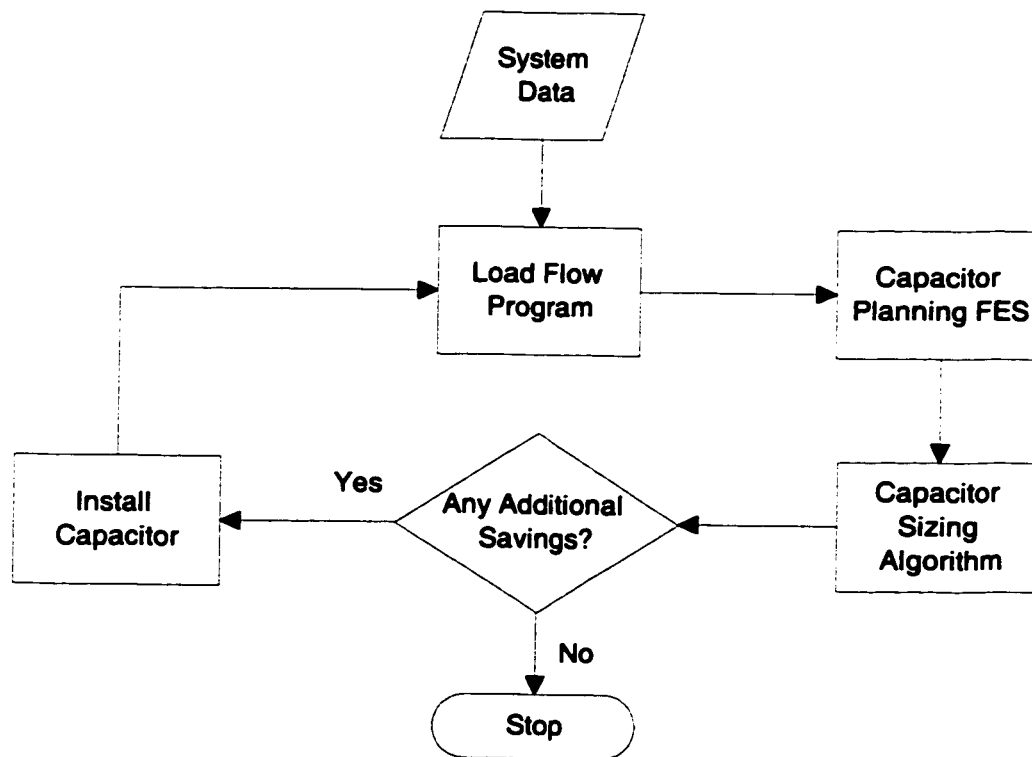 System
Data
Load Flow
Program
Capacitor
Planning FES
Capacitor
Sizing
Algorithm
Any Additional
Savings?
Yes
Install
Capacitor
No
Stop